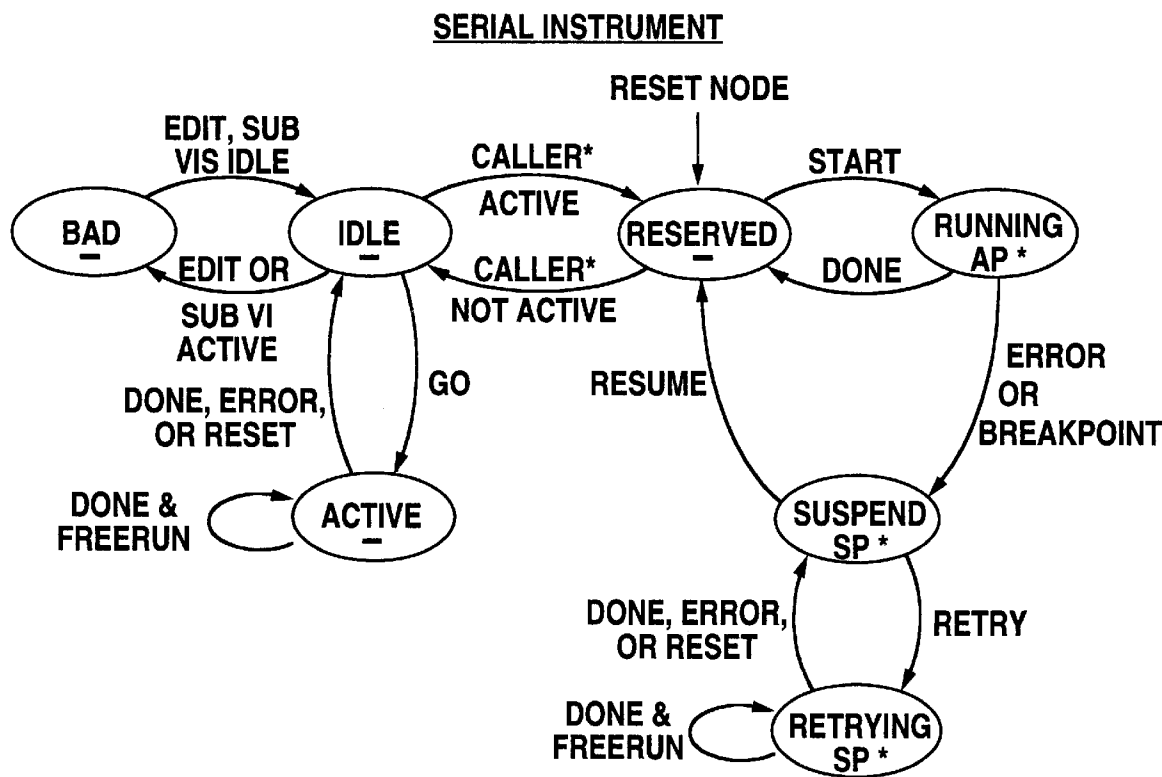 SERIAL INSTRUMENT
RESET NODE
EDIT, SUB
VIS IDLE
CALLER*
ACTIVE
START
BAD
–
IDLE
–
RESERVED
–
RUNNING
AP *
EDIT OR
SUB VI
ACTIVE
CALLER*
NOT ACTIVE
DONE
GO
DONE, ERROR,
OR RESET
RESUME
ERROR
OR
BREAKPOINT
DONE &
FREERUN
ACTIVE
–
SUSPEND
SP *
DONE, ERROR,
OR RESET
RETRY
DONE &
FREERUN
RETRYING
SP *